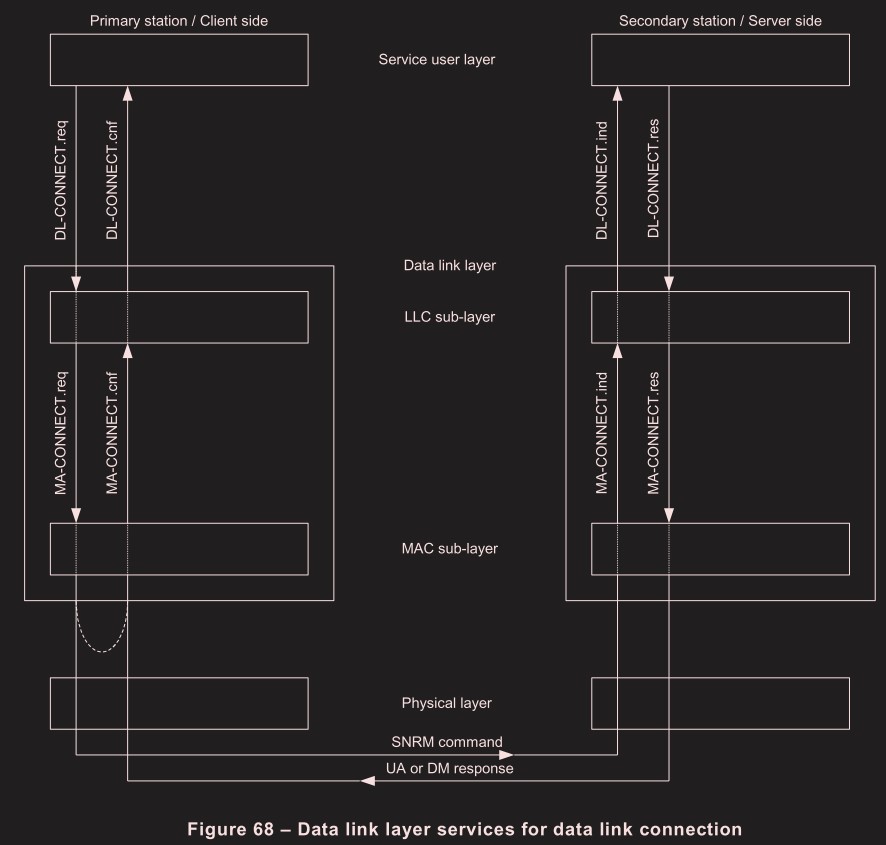 Primary station / Client side
Secondary station / Server side
Service user layer
DL-CONNECT.req
DL-CONNECT.cnf
DL-CONNECT.ind
DL-CONNECT.res
Data link layer
LLC sub-layer
MA-CONNECT.req
MA-CONNECT.cnf
MA-CONNECT.ind
MA-CONNECT.res
MAC sub-layer
Physical layer
SNRM command
UA or DM response
Figure 68 – Data link layer services for data link connection